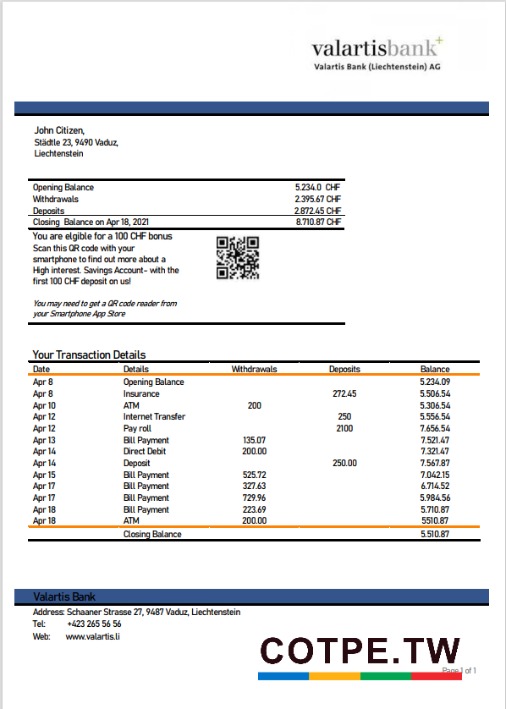 valartisbank+
Valartis Bank (Liechtenstein) AG
John Citizen,
Städtle 23, 9490 Vaduz,
Liechtenstein
Opening Balance 5.234.0 CHF
Withdrawals 2.395.67 CHF
Deposits 2.872.45 CHF
Closing Balance on Apr 18, 2021 8.710.87 CHF
You are elgible for a 100 CHF bonus
Scan this QR code with your
smartphone to find out more about a
High interest. Savings Account- with the
first 100 CHF deposit on us!
You may need to get a QR code reader from
your Smartphone App Store
Your Transaction Details
Date Details Withdrawals Deposits Balance
Apr 8 Opening Balance 5.234.09
Apr 8 Insurance 272.45 5.506.54
Apr 10 ATM 200 5.306.54
Apr 12 Internet Transfer 250 5.556.54
Apr 12 Pay roll 2100 7.656.54
Apr 13 Bill Payment 135.07 7.521.47
Apr 14 Direct Debit 200.00 7.321.47
Apr 14 Deposit 250.00 7.567.87
Apr 15 Bill Payment 525.72 7.042.15
Apr 17 Bill Payment 327.63 6.714.52
Apr 17 Bill Payment 729.96 5.984.56
Apr 18 Bill Payment 223.69 5.710.87
Apr 18 ATM 200.00 5510.87
Closing Balance 5.510.87
Valartis Bank
Address: Schaaner Strasse 27, 9487 Vaduz, Liechtenstein
Tel: +423 265 56 56
Web: www.valartis.li
COTPE.TW
Page 1 of 1